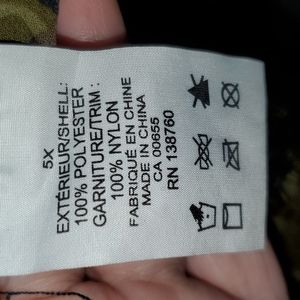 5X
EXTÉRIEUR/SHELL:
100% POLYESTER
GARNITURE/TRIM :
100% NYLON
FABRIQUÉ EN CHINE
MADE IN CHINA
CA 00655
RN 138760